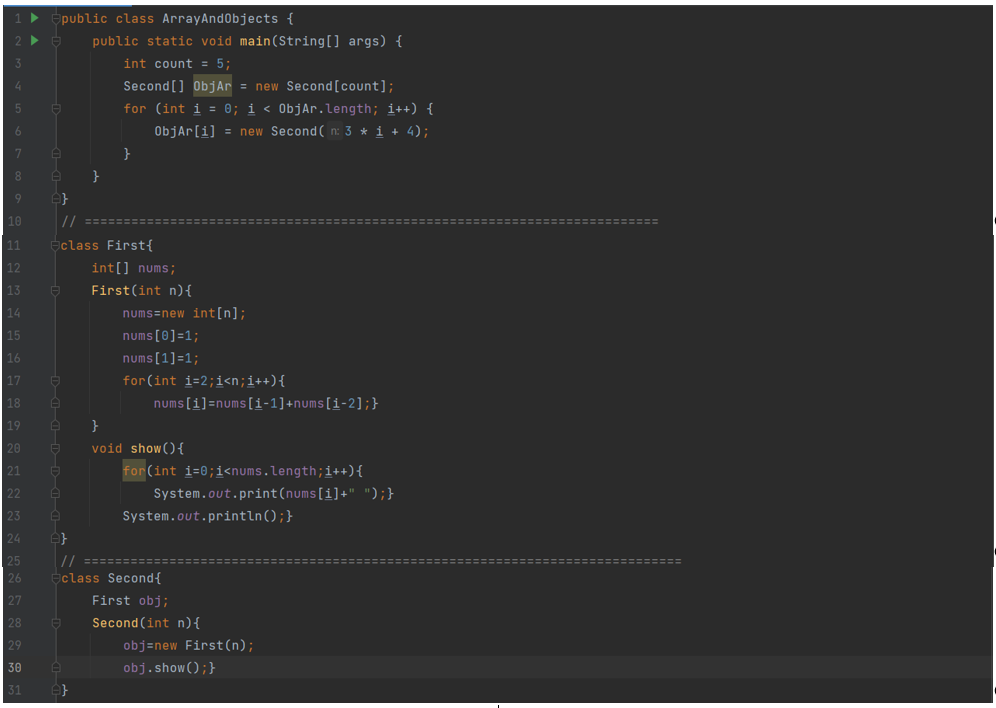 1 public class ArrayAndObjects {
2 public static void main(String[] args) {
3 int count = 5;
4 Second[] ObjAr = new Second[count];
5 for (int i = 0; i < ObjAr.length; i++) {
6 ObjAr[i] = new Second( n: 3 * i + 4);
7 }
8 }
9 }
10 // ==========================================================================
11 class First{
12 int[] nums;
13 First(int n){
14 nums=new int[n];
15 nums[0]=1;
16 nums[1]=1;
17 for(int i=2;i<n;i++){
18 nums[i]=nums[i-1]+nums[i-2];}
19 }
20 void show(){
21 for(int i=0;i<nums.length;i++){
22 System.out.print(nums[i]+" ");}
23 System.out.println();}
24 }
25 // =============================================================================
26 class Second{
27 First obj;
28 Second(int n){
29 obj=new First(n);
30 obj.show();}
31 }